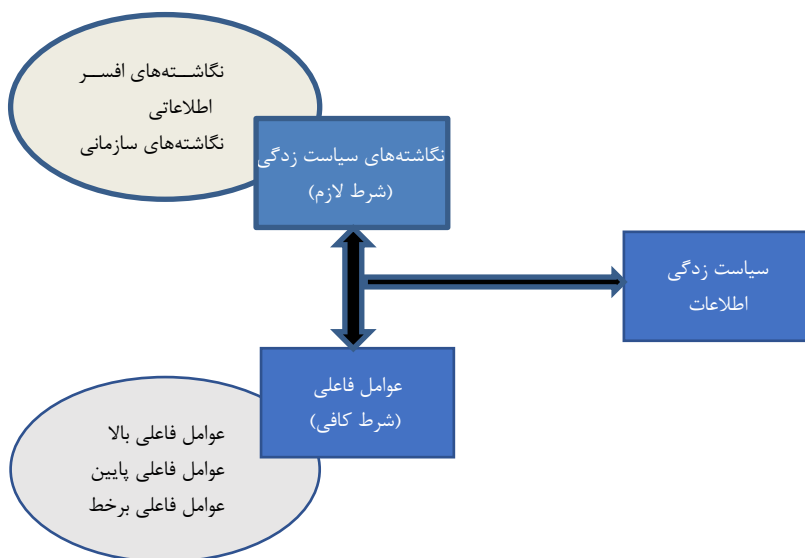 نگاشــته‌های افســر
اطلاعاتی
نگاشته‌های سازمانی
نگاشته‌های سیاست زدگی
(شرط لازم)
سیاست زدگی
اطلاعات
عوامل فاعلی
(شرط کافی)
عوامل فاعلی بالا
عوامل فاعلی پایین
عوامل فاعلی برخط